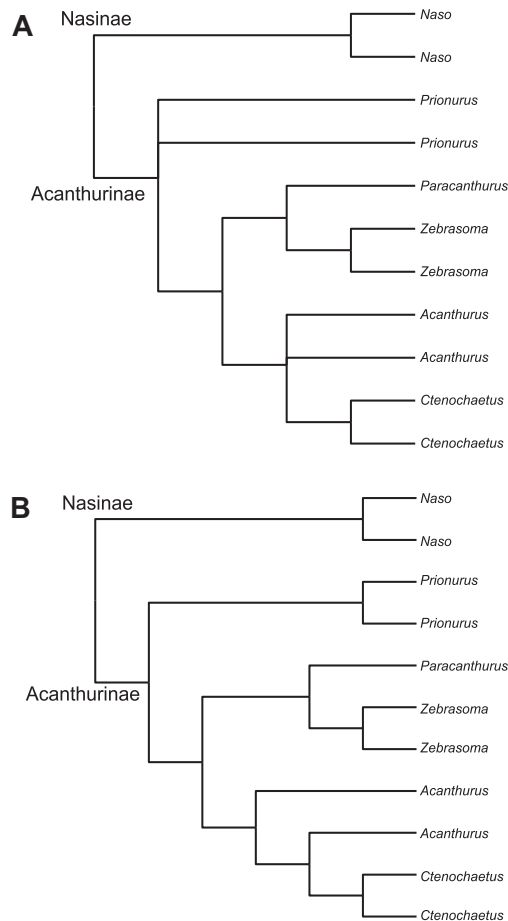 A
Nasinae
Naso
Naso
Prionurus
Prionurus
Acanthurinae
Paracanthurus
Zebrasoma
Zebrasoma
Acanthurus
Acanthurus
Ctenochaetus
Ctenochaetus
B
Nasinae
Naso
Naso
Prionurus
Prionurus
Paracanthurus
Acanthurinae
Zebrasoma
Zebrasoma
Acanthurus
Acanthurus
Ctenochaetus
Ctenochaetus